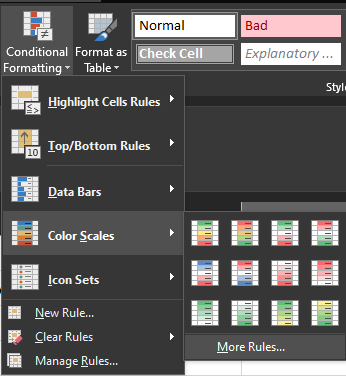 Conditional
Formatting
Format as
Table
Normal
Bad
Check Cell
Explanatory ...
Style
Highlight Cells Rules
Top/Bottom Rules
10
Data Bars
Color Scales
Icon Sets
New Rule...
Clear Rules
Manage Rules...
More Rules...